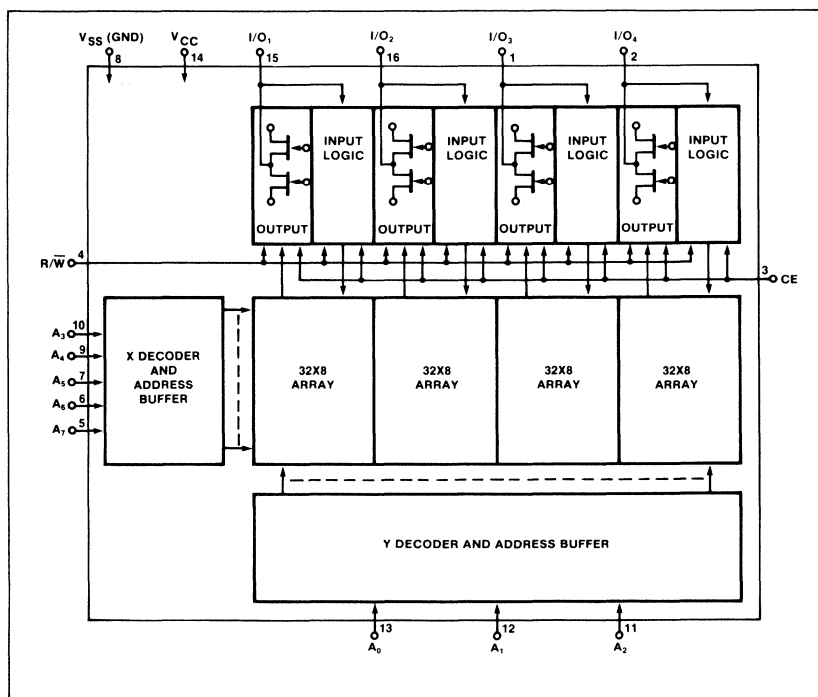 VSS (GND) VCC I/O1 I/O2 I/O3 I/O4
8 14 15 16 1 2
INPUT LOGIC INPUT LOGIC INPUT LOGIC INPUT LOGIC
OUTPUT OUTPUT OUTPUT OUTPUT
R/W̅ 4
3 CE
A3 10
A4 9
A5 7
A6 6
A7 5
X DECODER
AND
ADDRESS
BUFFER
32X8 32X8 32X8 32X8
ARRAY ARRAY ARRAY ARRAY
Y DECODER AND ADDRESS BUFFER
13 12 11
A0 A1 A2